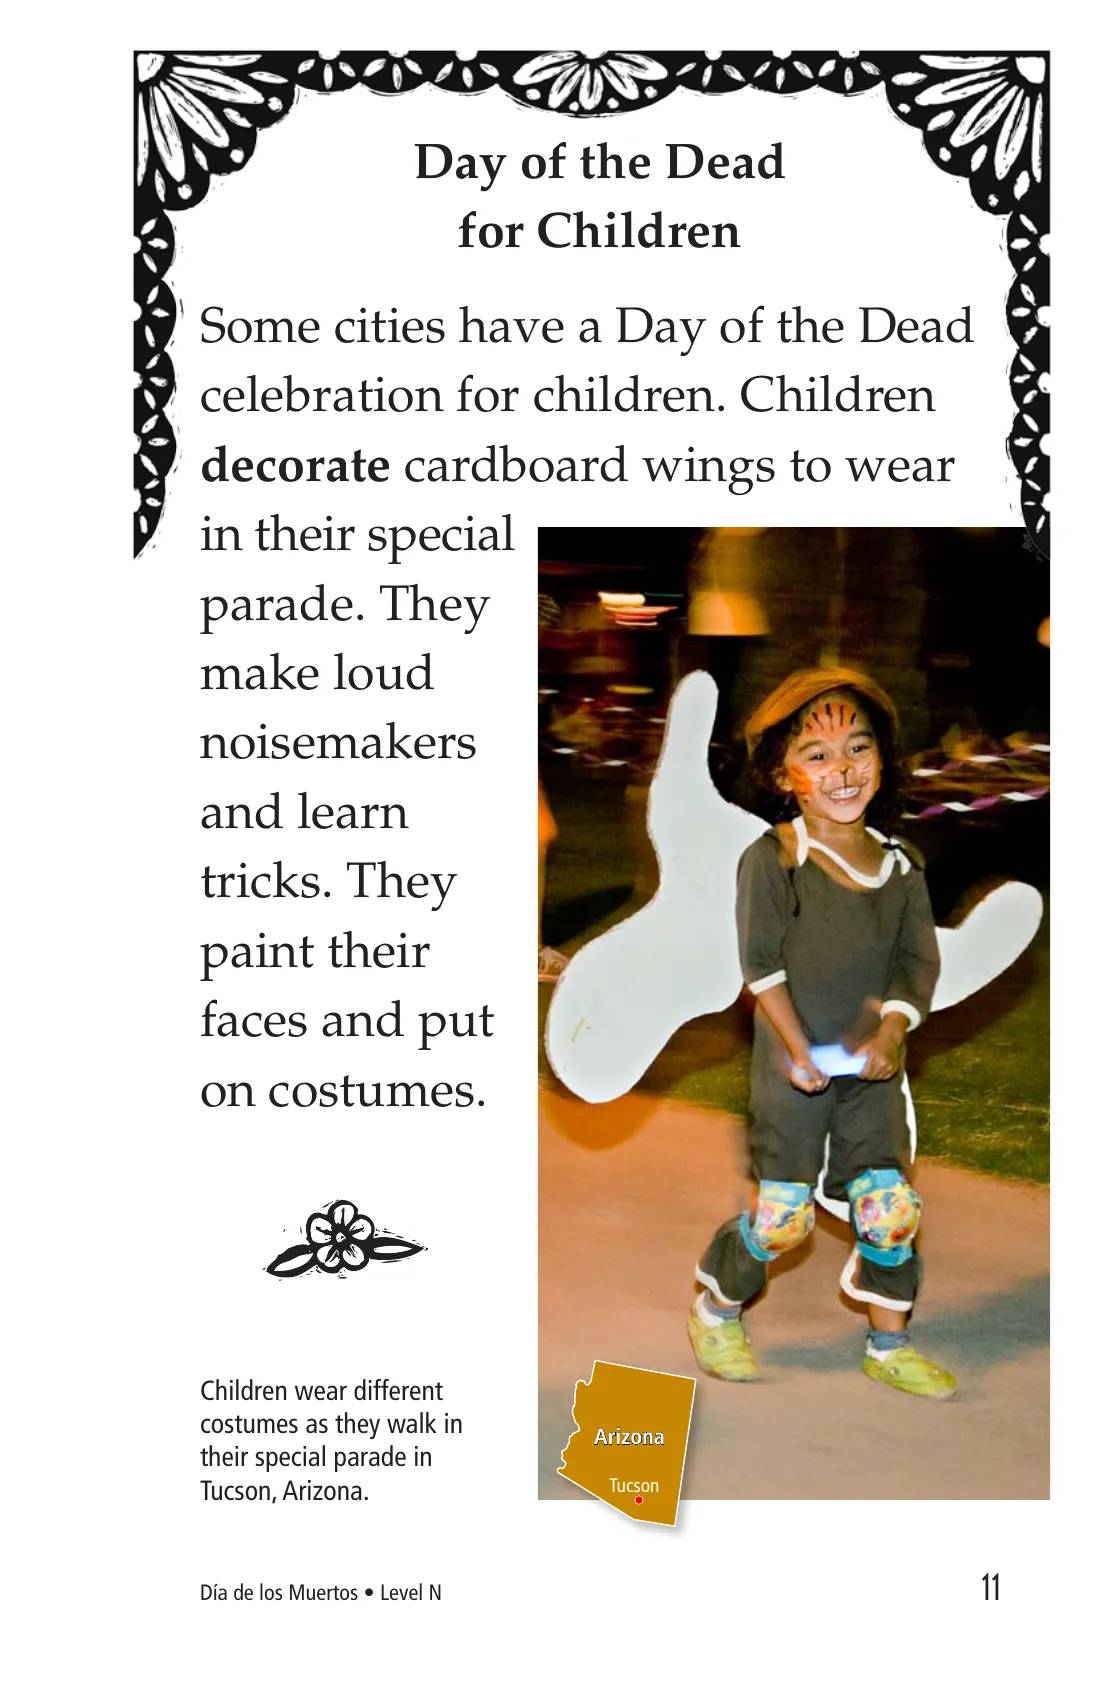 Day of the Dead
for Children
Some cities have a Day of the Dead
celebration for children. Children
decorate cardboard wings to wear
in their special
parade. They
make loud
noisemakers
and learn
tricks. They
paint their
faces and put
on costumes.
Children wear different
costumes as they walk in
their special parade in
Tucson, Arizona.
Arizona
Tucson
Día de los Muertos • Level N
11